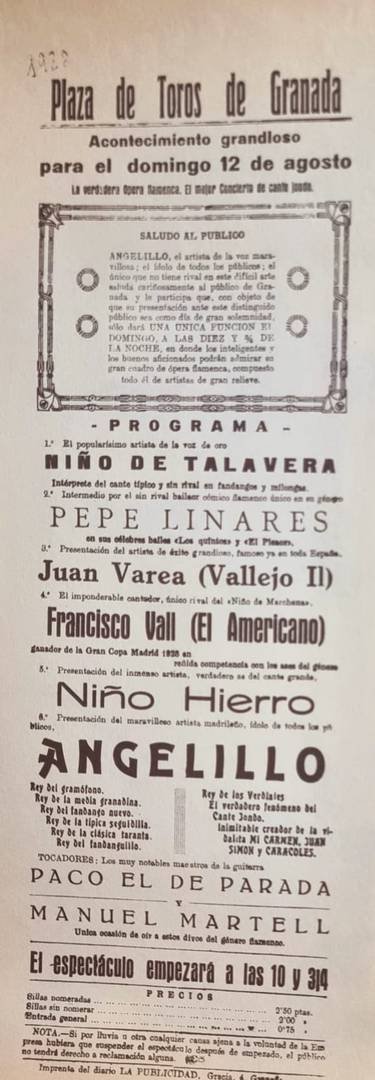 Plaza de Toros de Granada
Acontecimiento grandioso
para el domingo 12 de agosto
La verdadera ópera flamenca. El mejor Concierto de cante jondo.
SALUDO AL PUBLICO
ANGELILLO, el artista de la voz mara-
villosa; el ídolo de todos los públicos; el
único que no tiene rival en este difícil arte
saluda cariñosamente al público de Gra-
nada y le participa que, con objeto de
que su presentación ante este distinguido
público sea como día de gran solemnidad,
sólo dará UNA UNICA FUNCION EL
DOMINGO, A LAS DIEZ Y ¾ DE
LA NOCHE, en donde los inteligentes y
los buenos aficionados podrán admirar su
gran cuadro de ópera flamenca, compuesto
todo él de artistas de gran relieve.
- PROGRAMA -
1.º El popularísimo artista de la voz de oro
NIÑO DE TALAVERA
Intérprete del cante típico y sin rival en fandangos y milongas.
2.º Intermedio por el sin rival bailaor cómico flamenco único en su género
PEPE LINARES
en sus célebres bailes «Los quintos» y «El
3.º Presentación del artista de éxito grandioso, famoso ya en toda España.
Juan Varea (Vallejo II)
4.º El imponderable cantador, único rival del «Niño de Marchena»,
Francisco Vall (El Americano)
ganador de la Gran Copa Madrid en
reñida competencia con los ases del género
5.º Presentación del inmenso artista, verdadero as del cante grande,
Niño Hierro
6.º Presentación del maravilloso artista madrileño, ídolo de todos los pú
blicos,
ANGELILLO
Rey del gramófono.
Rey de la media granadina.
Rey del fandango nuevo.
Rey de la típica seguidilla.
Rey de la clásica taranta.
Rey del fandanguillo.
Rey de los Verdiales
El verdadero fenómeno del
Cante Jondo.
Inimitable creador de la vi-
dalita MI CARMEN, JUAN
SIMON y CARACOLES.
TOCADORES: Los muy notables maestros de la guitarra
PACO EL DE PARADA
Y
MANUEL MARTELL
Unica ocasión de oir a estos divos del género flamenco.
El espectáculo empezará a las 10 y 3¡4
PRECIOS
Sillas numeradas ... 2'50 ptas.
Sillas sin numerar ... 2'00 »
Entrada general ... 0'75 »
NOTA.—Si por lluvia u otra cualquier causa ajena a la voluntad de la Em
presa hubiera que suspender el espectáculo después de empezado, el público
no tendrá derecho a reclamación alguna.
Imprenta del diario LA PUBLICIDAD, Gracia, 4,